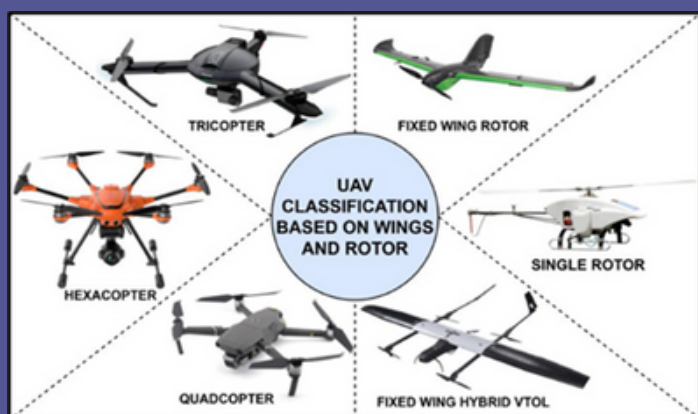 TRICOPTER
FIXED WING ROTOR
UAV
CLASSIFICATION
BASED ON WINGS
AND ROTOR
HEXACOPTER
SINGLE ROTOR
QUADCOPTER
FIXED WING HYBRID VTOL